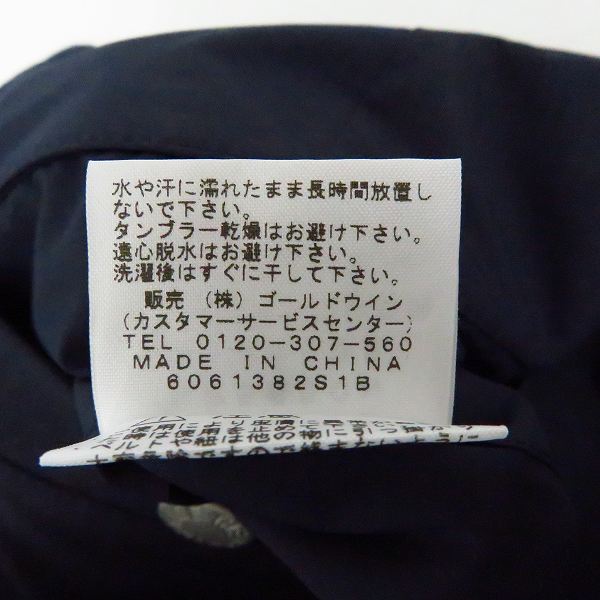 水や汗に濡れたまま長時間放置し
ないで下さい。
タンブラー乾燥はお避け下さい。
遠心脱水はお避け下さい。
洗濯後はすぐに干して下さい。
販売 (株) ゴールドウイン
(カスタマーサービスセンター)
TEL 0120-307-560
MADE IN CHINA
6061382S1B